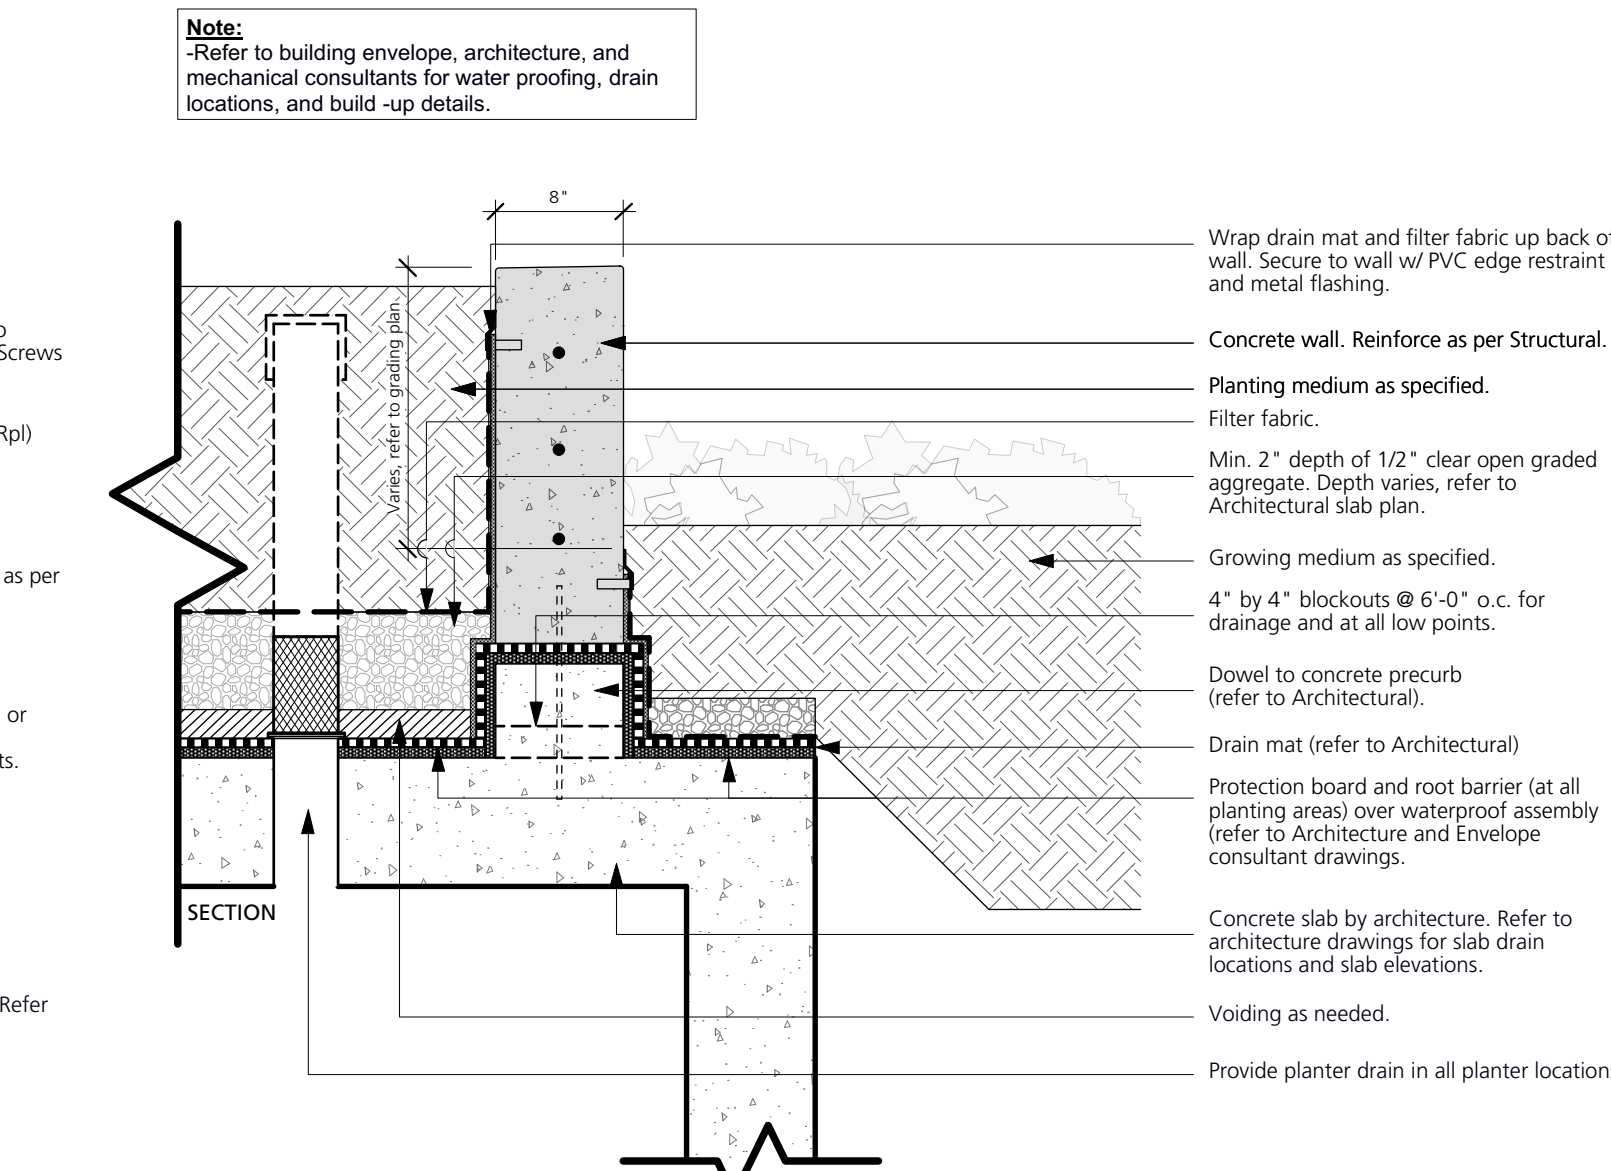 Note:
-Refer to building envelope, architecture, and
mechanical consultants for water proofing, drain
locations, and build -up details.
8"
Varies, refer to grading plan
Screws
Rpl)
as per
or
ts.
Refer
SECTION
Wrap drain mat and filter fabric up back of
wall. Secure to wall w/ PVC edge restraint
and metal flashing.
Concrete wall. Reinforce as per Structural.
Planting medium as specified.
Filter fabric.
Min. 2" depth of 1/2" clear open graded
aggregate. Depth varies, refer to
Architectural slab plan.
Growing medium as specified.
4" by 4" blockouts @ 6'-0" o.c. for
drainage and at all low points.
Dowel to concrete precurb
(refer to Architectural).
Drain mat (refer to Architectural)
Protection board and root barrier (at all
planting areas) over waterproof assembly
(refer to Architecture and Envelope
consultant drawings.
Concrete slab by architecture. Refer to
architecture drawings for slab drain
locations and slab elevations.
Voiding as needed.
Provide planter drain in all planter locations